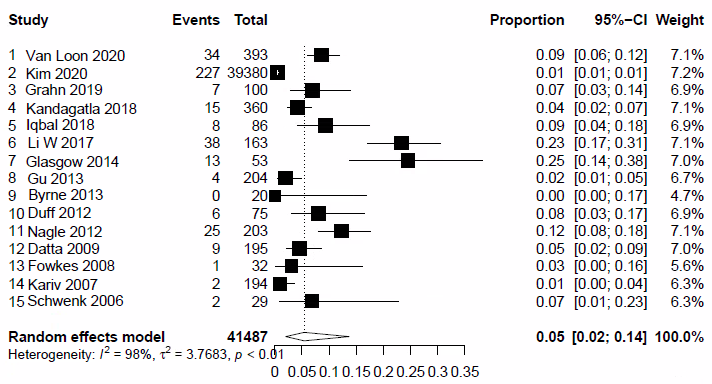 Study Events Total Proportion 95%−CI Weight
1 Van Loon 2020 34 393 0.09 [0.06; 0.12] 7.1%
2 Kim 2020 227 39380 0.01 [0.01; 0.01] 7.2%
3 Grahn 2019 7 100 0.07 [0.03; 0.14] 6.9%
4 Kandagatla 2018 15 360 0.04 [0.02; 0.07] 7.1%
5 Iqbal 2018 8 86 0.09 [0.04; 0.18] 6.9%
6 Li W 2017 38 163 0.23 [0.17; 0.31] 7.1%
7 Glasgow 2014 13 53 0.25 [0.14; 0.38] 7.0%
8 Gu 2013 4 204 0.02 [0.01; 0.05] 6.7%
9 Byrne 2013 0 20 0.00 [0.00; 0.17] 4.7%
10 Duff 2012 6 75 0.08 [0.03; 0.17] 6.9%
11 Nagle 2012 25 203 0.12 [0.08; 0.18] 7.1%
12 Datta 2009 9 195 0.05 [0.02; 0.09] 7.0%
13 Fowkes 2008 1 32 0.03 [0.00; 0.16] 5.6%
14 Kariv 2007 2 194 0.01 [0.00; 0.04] 6.3%
15 Schwenk 2006 2 29 0.07 [0.01; 0.23] 6.3%
Random effects model 41487 0.05 [0.02; 0.14] 100.0%
Heterogeneity: I² = 98%, τ² = 3.7683, p < 0.01
0 0.05 0.1 0.15 0.2 0.25 0.3 0.35